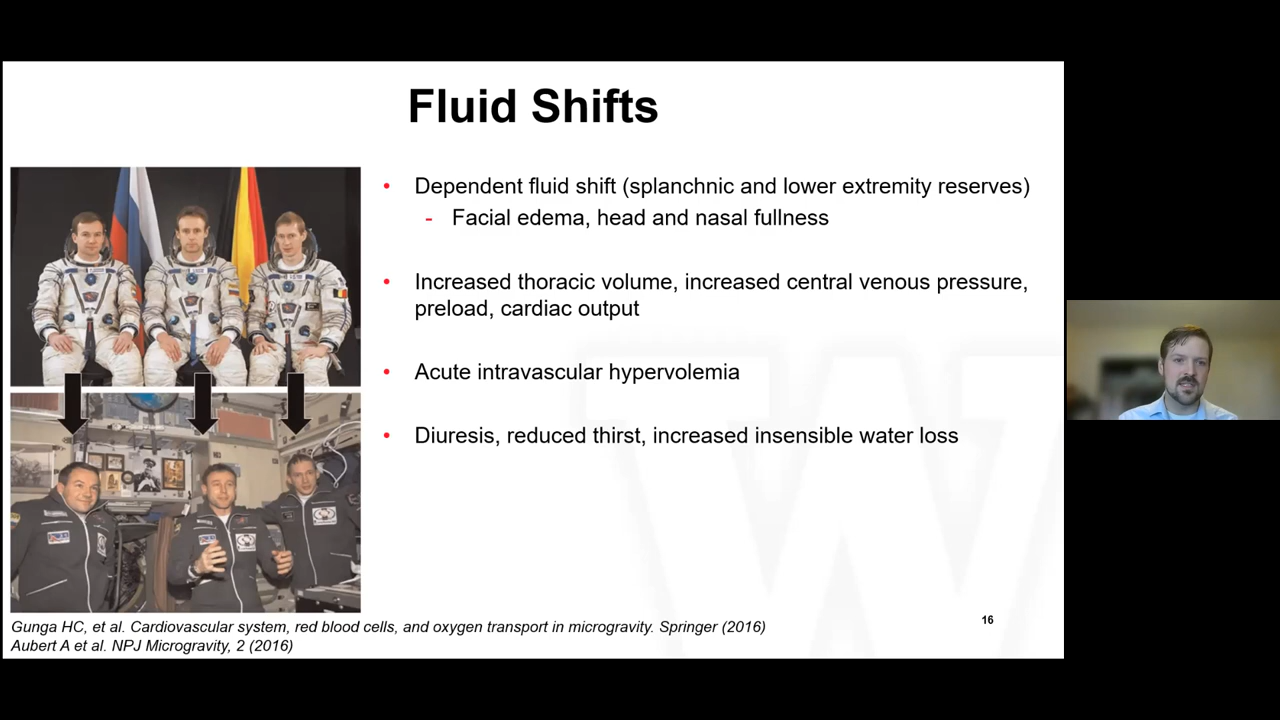 Fluid Shifts
• Dependent fluid shift (splanchnic and lower extremity reserves)
- Facial edema, head and nasal fullness
• Increased thoracic volume, increased central venous pressure,
preload, cardiac output
• Acute intravascular hypervolemia
• Diuresis, reduced thirst, increased insensible water loss
Gunga HC, et al. Cardiovascular system, red blood cells, and oxygen transport in microgravity. Springer (2016)
Aubert A et al. NPJ Microgravity, 2 (2016)
16
W